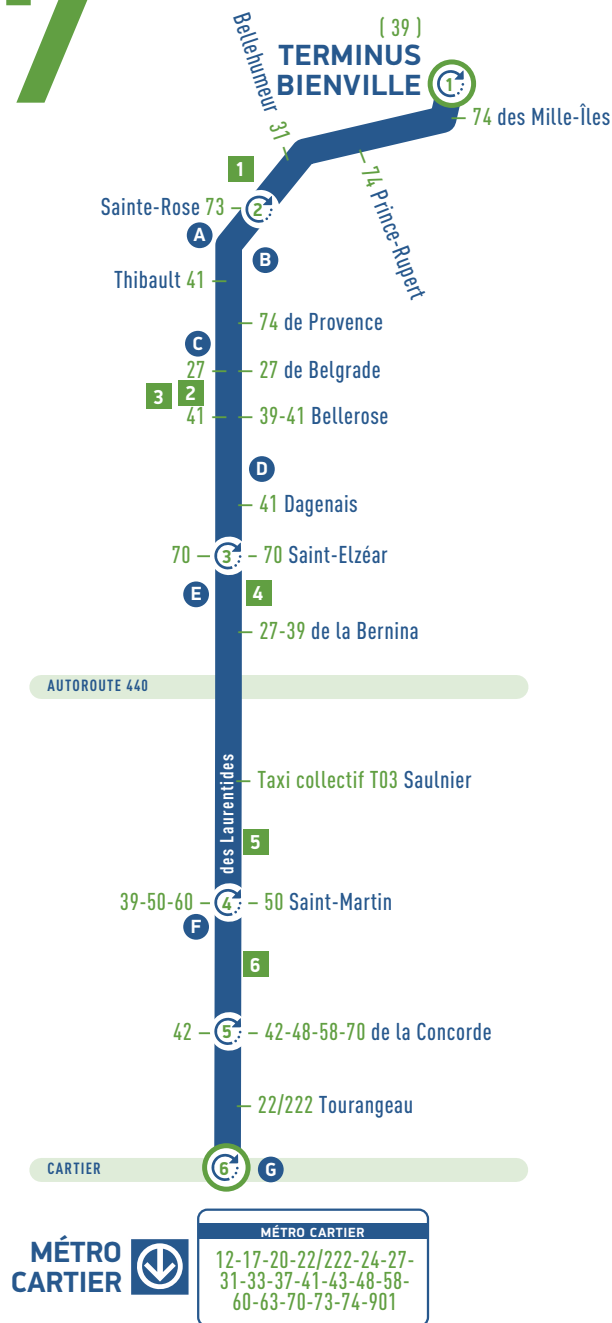 7
( 39 )
TERMINUS
BIENVILLE
1
Bellehumeur 31
74 des Mille-Îles
74 Prince-Rupert
1
Sainte-Rose 73
2
A
B
Thibault 41
74 de Provence
C
27
27 de Belgrade
3
2
41
39-41 Bellerose
D
41 Dagenais
70
3
70 Saint-Elzéar
E
4
27-39 de la Bernina
AUTOROUTE 440
des Laurentides
Taxi collectif T03 Saulnier
5
39-50-60
4
50 Saint-Martin
F
6
42
5
42-48-58-70 de la Concorde
22/222 Tourangeau
CARTIER
6
G
MÉTRO
CARTIER
MÉTRO CARTIER
12-17-20-22/222-24-27-
31-33-37-41-43-48-58-
60-63-70-73-74-901